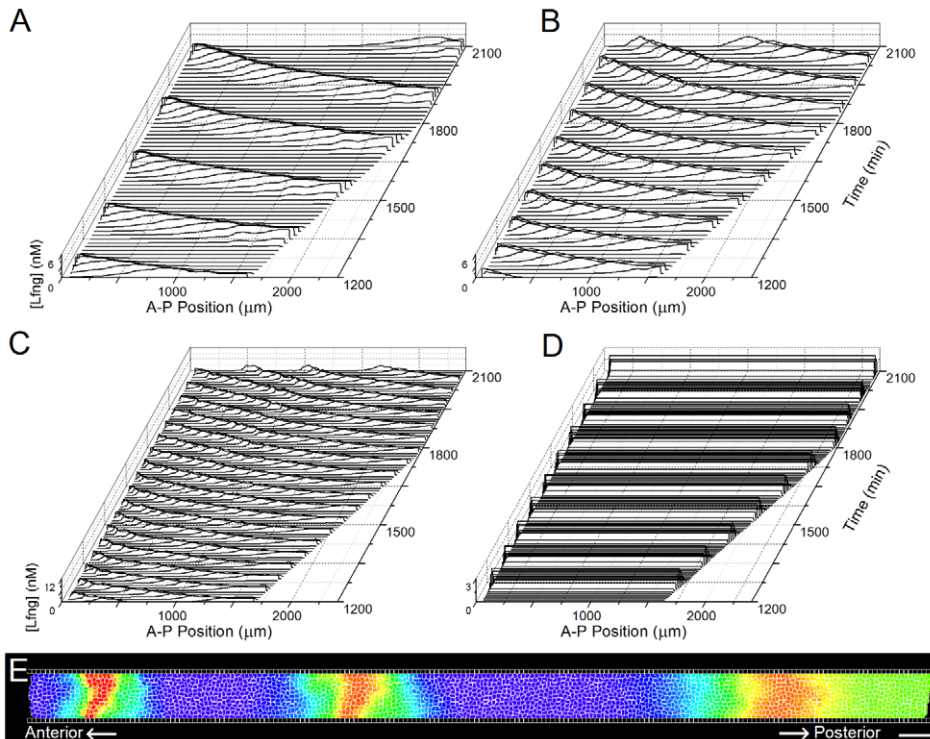 A
B
2100
2100
1800
1800
1500
1500
Time (min)
[Lfng] (nM)
6
0
1000
2000
1200
A-P Position (μm)
6
0
1000
2000
1200
A-P Position (μm)
C
D
2100
2100
1800
1800
1500
1500
Time (min)
[Lfng] (nM)
12
0
1000
2000
1200
A-P Position (μm)
3
0
1000
2000
1200
A-P Position (μm)
E
Anterior
Posterior